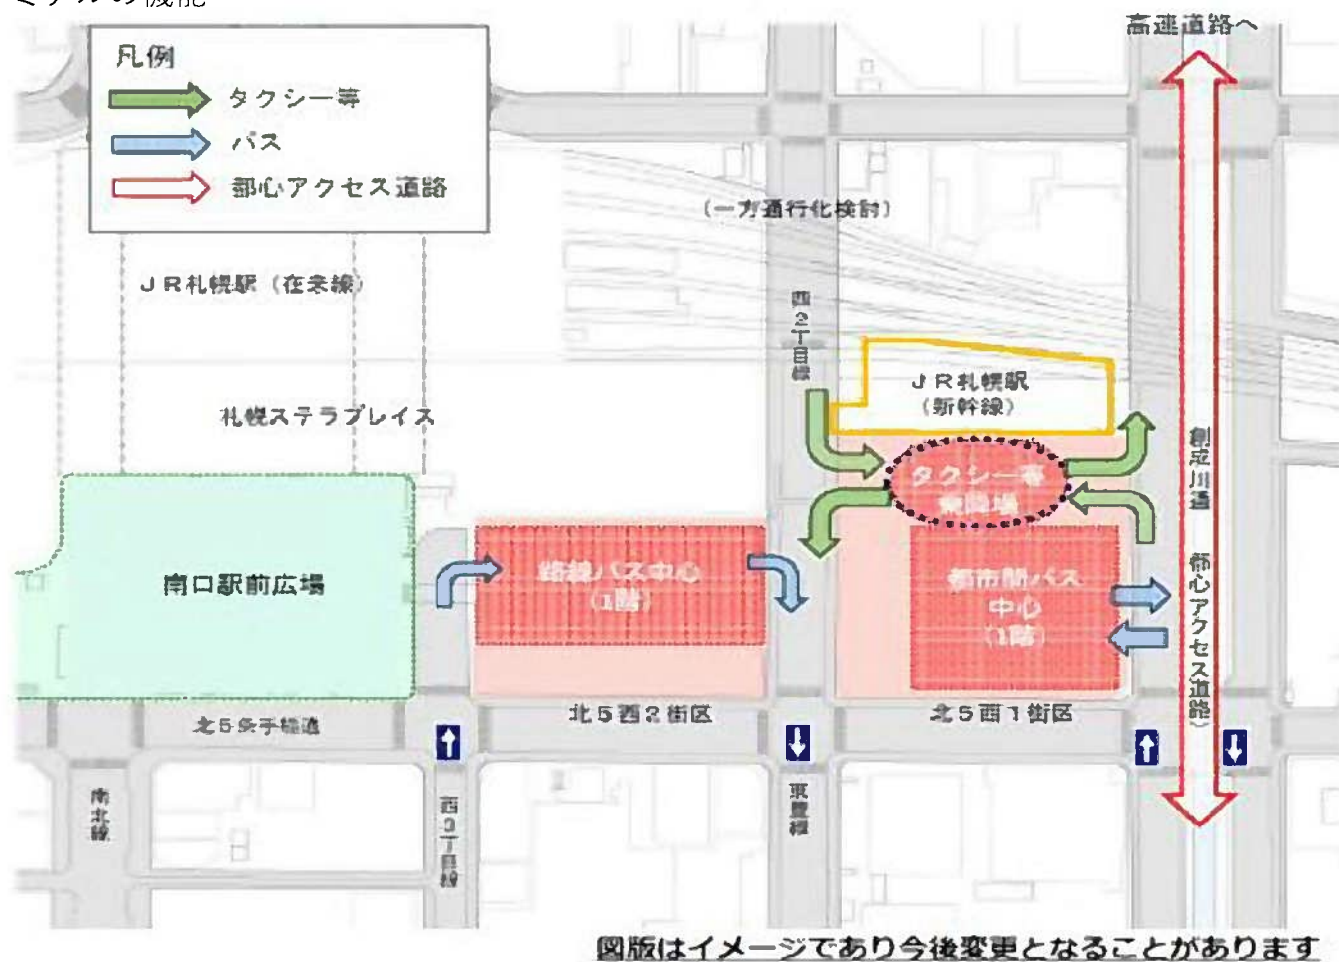 高速道路へ
凡例
タクシー等
バス
都心アクセス道路
(一方通行化検討)
JR札幌駅(在来線)
西2丁目線
JR札幌駅
(新幹線)
札幌ステラプレイス
タクシー等
乗降場
創成川通
(都心アクセス道路)
南口駅前広場
路線バス中心
(1階)
都市間バス
中心
(1階)
北5条手稲通
北5西2街区
北5西1街区
南北線
西3丁目線
東豊線
図版はイメージであり今後変更となることがあります